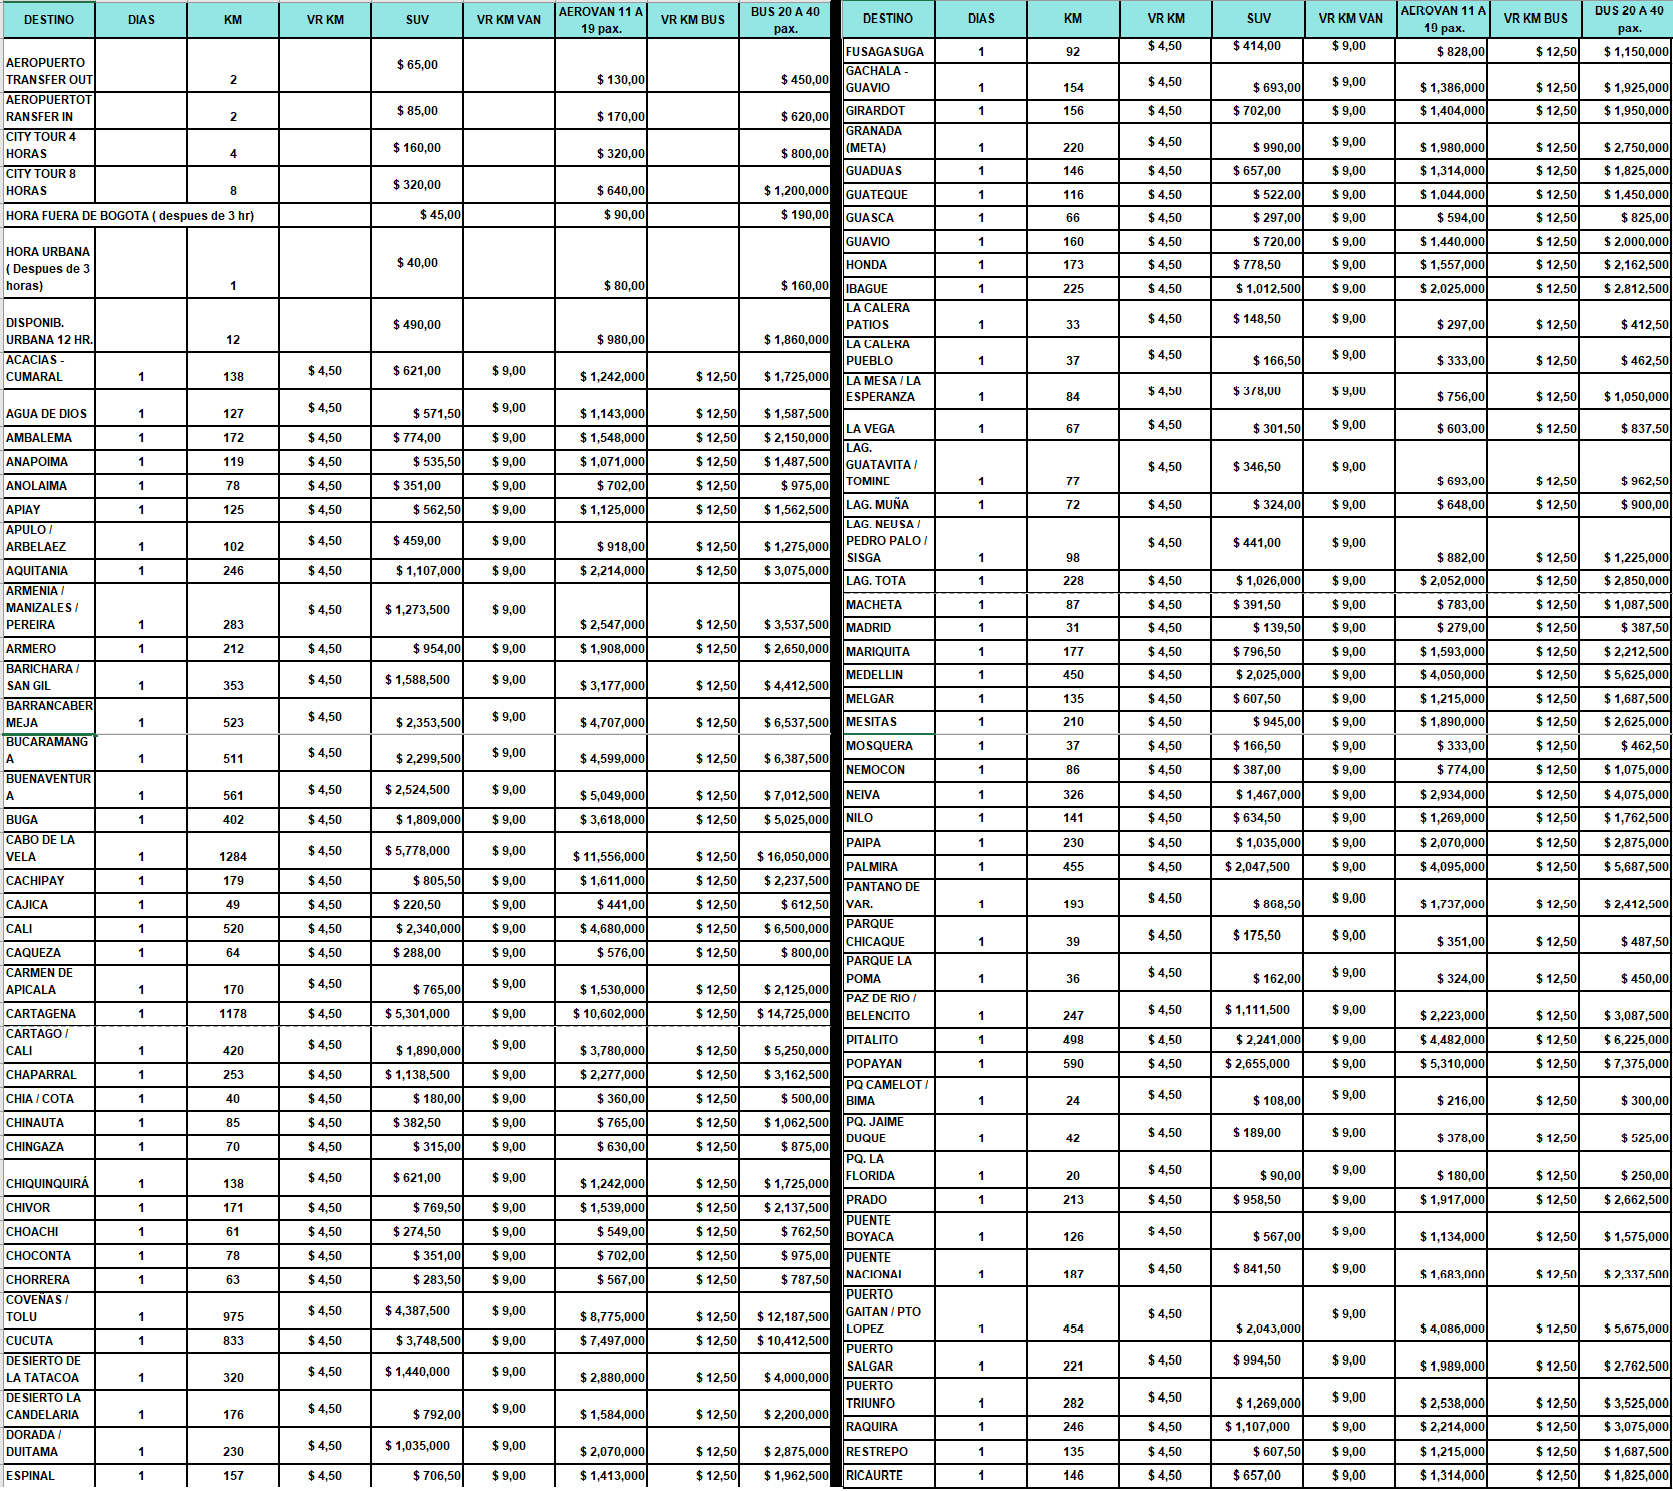 DESTINO DIAS KM VR KM SUV VR KM VAN AEROVAN 11 A 19 pax. VR KM BUS BUS 20 A 40 pax.
AEROPUERTO TRANSFER OUT 2 $ 65,00 $ 130,00 $ 450,00
AEROPUERTOT RANSFER IN 2 $ 85,00 $ 170,00 $ 620,00
CITY TOUR 4 HORAS 4 $ 160,00 $ 320,00 $ 800,00
CITY TOUR 8 HORAS 8 $ 320,00 $ 640,00 $ 1,200,000
HORA FUERA DE BOGOTA ( despues de 3 hr) $ 45,00 $ 90,00 $ 190,00
HORA URBANA ( Despues de 3 horas) 1 $ 40,00 $ 80,00 $ 160,00
DISPONIB. URBANA 12 HR. 12 $ 490,00 $ 980,00 $ 1,860,000
ACACIAS - CUMARAL 1 138 $ 4,50 $ 621,00 $ 9,00 $ 1,242,000 $ 12,50 $ 1,725,000
AGUA DE DIOS 1 127 $ 4,50 $ 571,50 $ 9,00 $ 1,143,000 $ 12,50 $ 1,587,500
AMBALEMA 1 172 $ 4,50 $ 774,00 $ 9,00 $ 1,548,000 $ 12,50 $ 2,150,000
ANAPOIMA 1 119 $ 4,50 $ 535,50 $ 9,00 $ 1,071,000 $ 12,50 $ 1,487,500
ANOLAIMA 1 78 $ 4,50 $ 351,00 $ 9,00 $ 702,00 $ 12,50 $ 975,00
APIAY 1 125 $ 4,50 $ 562,50 $ 9,00 $ 1,125,000 $ 12,50 $ 1,562,500
APULO / ARBELAEZ 1 102 $ 4,50 $ 459,00 $ 9,00 $ 918,00 $ 12,50 $ 1,275,000
AQUITANIA 1 246 $ 4,50 $ 1,107,000 $ 9,00 $ 2,214,000 $ 12,50 $ 3,075,000
ARMENIA / MANIZALES / PEREIRA 1 283 $ 4,50 $ 1,273,500 $ 9,00 $ 2,547,000 $ 12,50 $ 3,537,500
ARMERO 1 212 $ 4,50 $ 954,00 $ 9,00 $ 1,908,000 $ 12,50 $ 2,650,000
BARICHARA / SAN GIL 1 353 $ 4,50 $ 1,588,500 $ 9,00 $ 3,177,000 $ 12,50 $ 4,412,500
BARRANCABER MEJA 1 523 $ 4,50 $ 2,353,500 $ 9,00 $ 4,707,000 $ 12,50 $ 6,537,500
BUCARAMANG A 1 511 $ 4,50 $ 2,299,500 $ 9,00 $ 4,599,000 $ 12,50 $ 6,387,500
BUENAVENTUR A 1 561 $ 4,50 $ 2,524,500 $ 9,00 $ 5,049,000 $ 12,50 $ 7,012,500
BUGA 1 402 $ 4,50 $ 1,809,000 $ 9,00 $ 3,618,000 $ 12,50 $ 5,025,000
CABO DE LA VELA 1 1284 $ 4,50 $ 5,778,000 $ 9,00 $ 11,556,000 $ 12,50 $ 16,050,000
CACHIPAY 1 179 $ 4,50 $ 805,50 $ 9,00 $ 1,611,000 $ 12,50 $ 2,237,500
CAJICA 1 49 $ 4,50 $ 220,50 $ 9,00 $ 441,00 $ 12,50 $ 612,50
CALI 1 520 $ 4,50 $ 2,340,000 $ 9,00 $ 4,680,000 $ 12,50 $ 6,500,000
CAQUEZA 1 64 $ 4,50 $ 288,00 $ 9,00 $ 576,00 $ 12,50 $ 800,00
CARMEN DE APICALA 1 170 $ 4,50 $ 765,00 $ 9,00 $ 1,530,000 $ 12,50 $ 2,125,000
CARTAGENA 1 1178 $ 4,50 $ 5,301,000 $ 9,00 $ 10,602,000 $ 12,50 $ 14,725,000
CARTAGO / CALI 1 420 $ 4,50 $ 1,890,000 $ 9,00 $ 3,780,000 $ 12,50 $ 5,250,000
CHAPARRAL 1 253 $ 4,50 $ 1,138,500 $ 9,00 $ 2,277,000 $ 12,50 $ 3,162,500
CHIA / COTA 1 40 $ 4,50 $ 180,00 $ 9,00 $ 360,00 $ 12,50 $ 500,00
CHINAUTA 1 85 $ 4,50 $ 382,50 $ 9,00 $ 765,00 $ 12,50 $ 1,062,500
CHINGAZA 1 70 $ 4,50 $ 315,00 $ 9,00 $ 630,00 $ 12,50 $ 875,00
CHIQUINQUIRÁ 1 138 $ 4,50 $ 621,00 $ 9,00 $ 1,242,000 $ 12,50 $ 1,725,000
CHIVOR 1 171 $ 4,50 $ 769,50 $ 9,00 $ 1,539,000 $ 12,50 $ 2,137,500
CHOACHI 1 61 $ 4,50 $ 274,50 $ 9,00 $ 549,00 $ 12,50 $ 762,50
CHOCONTA 1 78 $ 4,50 $ 351,00 $ 9,00 $ 702,00 $ 12,50 $ 975,00
CHORRERA 1 63 $ 4,50 $ 283,50 $ 9,00 $ 567,00 $ 12,50 $ 787,50
COVEÑAS / TOLU 1 975 $ 4,50 $ 4,387,500 $ 9,00 $ 8,775,000 $ 12,50 $ 12,187,500
CUCUTA 1 833 $ 4,50 $ 3,748,500 $ 9,00 $ 7,497,000 $ 12,50 $ 10,412,500
DESIERTO DE LA TATACOA 1 320 $ 4,50 $ 1,440,000 $ 9,00 $ 2,880,000 $ 12,50 $ 4,000,000
DESIERTO LA CANDELARIA 1 176 $ 4,50 $ 792,00 $ 9,00 $ 1,584,000 $ 12,50 $ 2,200,000
DORADA / DUITAMA 1 230 $ 4,50 $ 1,035,000 $ 9,00 $ 2,070,000 $ 12,50 $ 2,875,000
ESPINAL 1 157 $ 4,50 $ 706,50 $ 9,00 $ 1,413,000 $ 12,50 $ 1,962,500
DESTINO DIAS KM VR KM SUV VR KM VAN AEROVAN 11 A 19 pax. VR KM BUS BUS 20 A 40 pax.
FUSAGASUGA 1 92 $ 4,50 $ 414,00 $ 9,00 $ 828,00 $ 12,50 $ 1,150,000
GACHALA - GUAVIO 1 154 $ 4,50 $ 693,00 $ 9,00 $ 1,386,000 $ 12,50 $ 1,925,000
GIRARDOT 1 156 $ 4,50 $ 702,00 $ 9,00 $ 1,404,000 $ 12,50 $ 1,950,000
GRANADA (META) 1 220 $ 4,50 $ 990,00 $ 9,00 $ 1,980,000 $ 12,50 $ 2,750,000
GUADUAS 1 146 $ 4,50 $ 657,00 $ 9,00 $ 1,314,000 $ 12,50 $ 1,825,000
GUATEQUE 1 116 $ 4,50 $ 522,00 $ 9,00 $ 1,044,000 $ 12,50 $ 1,450,000
GUASCA 1 66 $ 4,50 $ 297,00 $ 9,00 $ 594,00 $ 12,50 $ 825,00
GUAVIO 1 160 $ 4,50 $ 720,00 $ 9,00 $ 1,440,000 $ 12,50 $ 2,000,000
HONDA 1 173 $ 4,50 $ 778,50 $ 9,00 $ 1,557,000 $ 12,50 $ 2,162,500
IBAGUE 1 225 $ 4,50 $ 1,012,500 $ 9,00 $ 2,025,000 $ 12,50 $ 2,812,500
LA CALERA PATIOS 1 33 $ 4,50 $ 148,50 $ 9,00 $ 297,00 $ 12,50 $ 412,50
LA CALERA PUEBLO 1 37 $ 4,50 $ 166,50 $ 9,00 $ 333,00 $ 12,50 $ 462,50
LA MESA / LA ESPERANZA 1 84 $ 4,50 $ 378,00 $ 9,00 $ 756,00 $ 12,50 $ 1,050,000
LA VEGA 1 67 $ 4,50 $ 301,50 $ 9,00 $ 603,00 $ 12,50 $ 837,50
LAG. GUATAVITA / TOMINE 1 77 $ 4,50 $ 346,50 $ 9,00 $ 693,00 $ 12,50 $ 962,50
LAG. MUÑA 1 72 $ 4,50 $ 324,00 $ 9,00 $ 648,00 $ 12,50 $ 900,00
LAG. NEUSA / PEDRO PALO / SISGA 1 98 $ 4,50 $ 441,00 $ 9,00 $ 882,00 $ 12,50 $ 1,225,000
LAG. TOTA 1 228 $ 4,50 $ 1,026,000 $ 9,00 $ 2,052,000 $ 12,50 $ 2,850,000
MACHETA 1 87 $ 4,50 $ 391,50 $ 9,00 $ 783,00 $ 12,50 $ 1,087,500
MADRID 1 31 $ 4,50 $ 139,50 $ 9,00 $ 279,00 $ 12,50 $ 387,50
MARIQUITA 1 177 $ 4,50 $ 796,50 $ 9,00 $ 1,593,000 $ 12,50 $ 2,212,500
MEDELLIN 1 450 $ 4,50 $ 2,025,000 $ 9,00 $ 4,050,000 $ 12,50 $ 5,625,000
MELGAR 1 135 $ 4,50 $ 607,50 $ 9,00 $ 1,215,000 $ 12,50 $ 1,687,500
MESITAS 1 210 $ 4,50 $ 945,00 $ 9,00 $ 1,890,000 $ 12,50 $ 2,625,000
MOSQUERA 1 37 $ 4,50 $ 166,50 $ 9,00 $ 333,00 $ 12,50 $ 462,50
NEMOCON 1 86 $ 4,50 $ 387,00 $ 9,00 $ 774,00 $ 12,50 $ 1,075,000
NEIVA 1 326 $ 4,50 $ 1,467,000 $ 9,00 $ 2,934,000 $ 12,50 $ 4,075,000
NILO 1 141 $ 4,50 $ 634,50 $ 9,00 $ 1,269,000 $ 12,50 $ 1,762,500
PAIPA 1 230 $ 4,50 $ 1,035,000 $ 9,00 $ 2,070,000 $ 12,50 $ 2,875,000
PALMIRA 1 455 $ 4,50 $ 2,047,500 $ 9,00 $ 4,095,000 $ 12,50 $ 5,687,500
PANTANO DE VAR. 1 193 $ 4,50 $ 868,50 $ 9,00 $ 1,737,000 $ 12,50 $ 2,412,500
PARQUE CHICAQUE 1 39 $ 4,50 $ 175,50 $ 9,00 $ 351,00 $ 12,50 $ 487,50
PARQUE LA POMA 1 36 $ 4,50 $ 162,00 $ 9,00 $ 324,00 $ 12,50 $ 450,00
PAZ DE RIO / BELENCITO 1 247 $ 4,50 $ 1,111,500 $ 9,00 $ 2,223,000 $ 12,50 $ 3,087,500
PITALITO 1 498 $ 4,50 $ 2,241,000 $ 9,00 $ 4,482,000 $ 12,50 $ 6,225,000
POPAYAN 1 590 $ 4,50 $ 2,655,000 $ 9,00 $ 5,310,000 $ 12,50 $ 7,375,000
PQ CAMELOT / BIMA 1 24 $ 4,50 $ 108,00 $ 9,00 $ 216,00 $ 12,50 $ 300,00
PQ. JAIME DUQUE 1 42 $ 4,50 $ 189,00 $ 9,00 $ 378,00 $ 12,50 $ 525,00
PQ. LA FLORIDA 1 20 $ 4,50 $ 90,00 $ 9,00 $ 180,00 $ 12,50 $ 250,00
PRADO 1 213 $ 4,50 $ 958,50 $ 9,00 $ 1,917,000 $ 12,50 $ 2,662,500
PUENTE BOYACA 1 126 $ 4,50 $ 567,00 $ 9,00 $ 1,134,000 $ 12,50 $ 1,575,000
PUENTE NACIONAL 1 187 $ 4,50 $ 841,50 $ 9,00 $ 1,683,000 $ 12,50 $ 2,337,500
PUERTO GAITAN / PTO LOPEZ 1 454 $ 4,50 $ 2,043,000 $ 9,00 $ 4,086,000 $ 12,50 $ 5,675,000
PUERTO SALGAR 1 221 $ 4,50 $ 994,50 $ 9,00 $ 1,989,000 $ 12,50 $ 2,762,500
PUERTO TRIUNFO 1 282 $ 4,50 $ 1,269,000 $ 9,00 $ 2,538,000 $ 12,50 $ 3,525,000
RAQUIRA 1 246 $ 4,50 $ 1,107,000 $ 9,00 $ 2,214,000 $ 12,50 $ 3,075,000
RESTREPO 1 135 $ 4,50 $ 607,50 $ 9,00 $ 1,215,000 $ 12,50 $ 1,687,500
RICAURTE 1 146 $ 4,50 $ 657,00 $ 9,00 $ 1,314,000 $ 12,50 $ 1,825,000